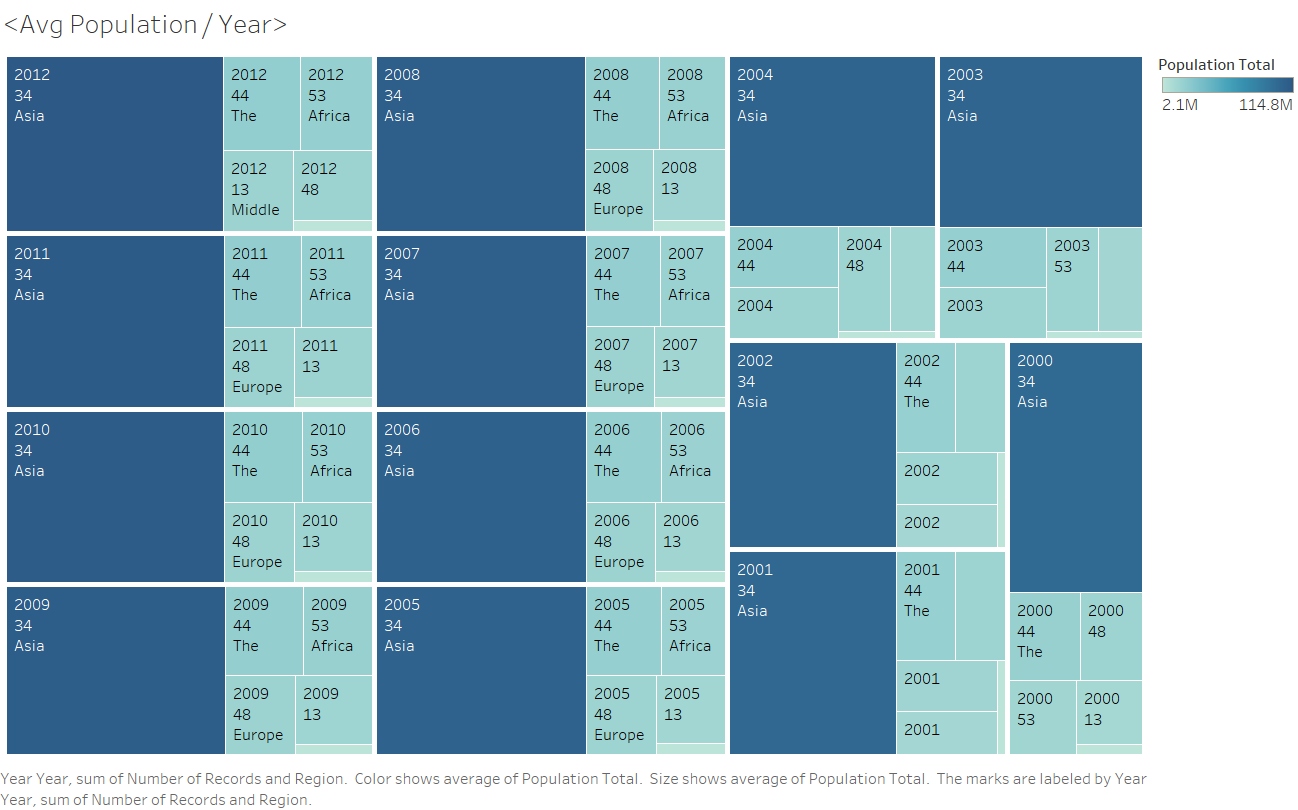 <Avg Population / Year>
Population Total
2.1M 114.8M
2012
34
Asia
2012
44
The
2012
53
Africa
2012
13
Middle
2012
48
2011
34
Asia
2011
44
The
2011
53
Africa
2011
48
Europe
2011
13
2010
34
Asia
2010
44
The
2010
53
Africa
2010
48
Europe
2010
13
2009
34
Asia
2009
44
The
2009
53
Africa
2009
48
Europe
2009
13
2008
34
Asia
2008
44
The
2008
53
Africa
2008
48
Europe
2008
13
2007
34
Asia
2007
44
The
2007
53
Africa
2007
48
Europe
2007
13
2006
34
Asia
2006
44
The
2006
53
Africa
2006
48
Europe
2006
13
2005
34
Asia
2005
44
The
2005
53
Africa
2005
48
Europe
2005
13
2004
34
Asia
2004
44
2004
2004
48
2003
34
Asia
2003
44
2003
2003
53
2002
34
Asia
2002
44
The
2002
2002
2001
34
Asia
2001
44
The
2001
2001
2000
34
Asia
2000
44
The
2000
48
2000
53
2000
13
Year Year, sum of Number of Records and Region.  Color shows average of Population Total.  Size shows average of Population Total.  The marks are labeled by Year
Year, sum of Number of Records and Region.